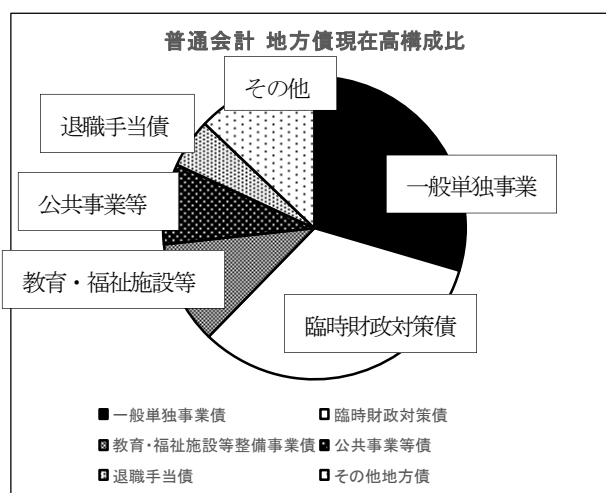 普通会計 地方債現在高構成比
その他
退職手当債
一般単独事業
公共事業等
教育・福祉施設等
臨時財政対策債
一般単独事業債 臨時財政対策債
教育・福祉施設等整備事業債 公共事業等債
退職手当債 その他地方債